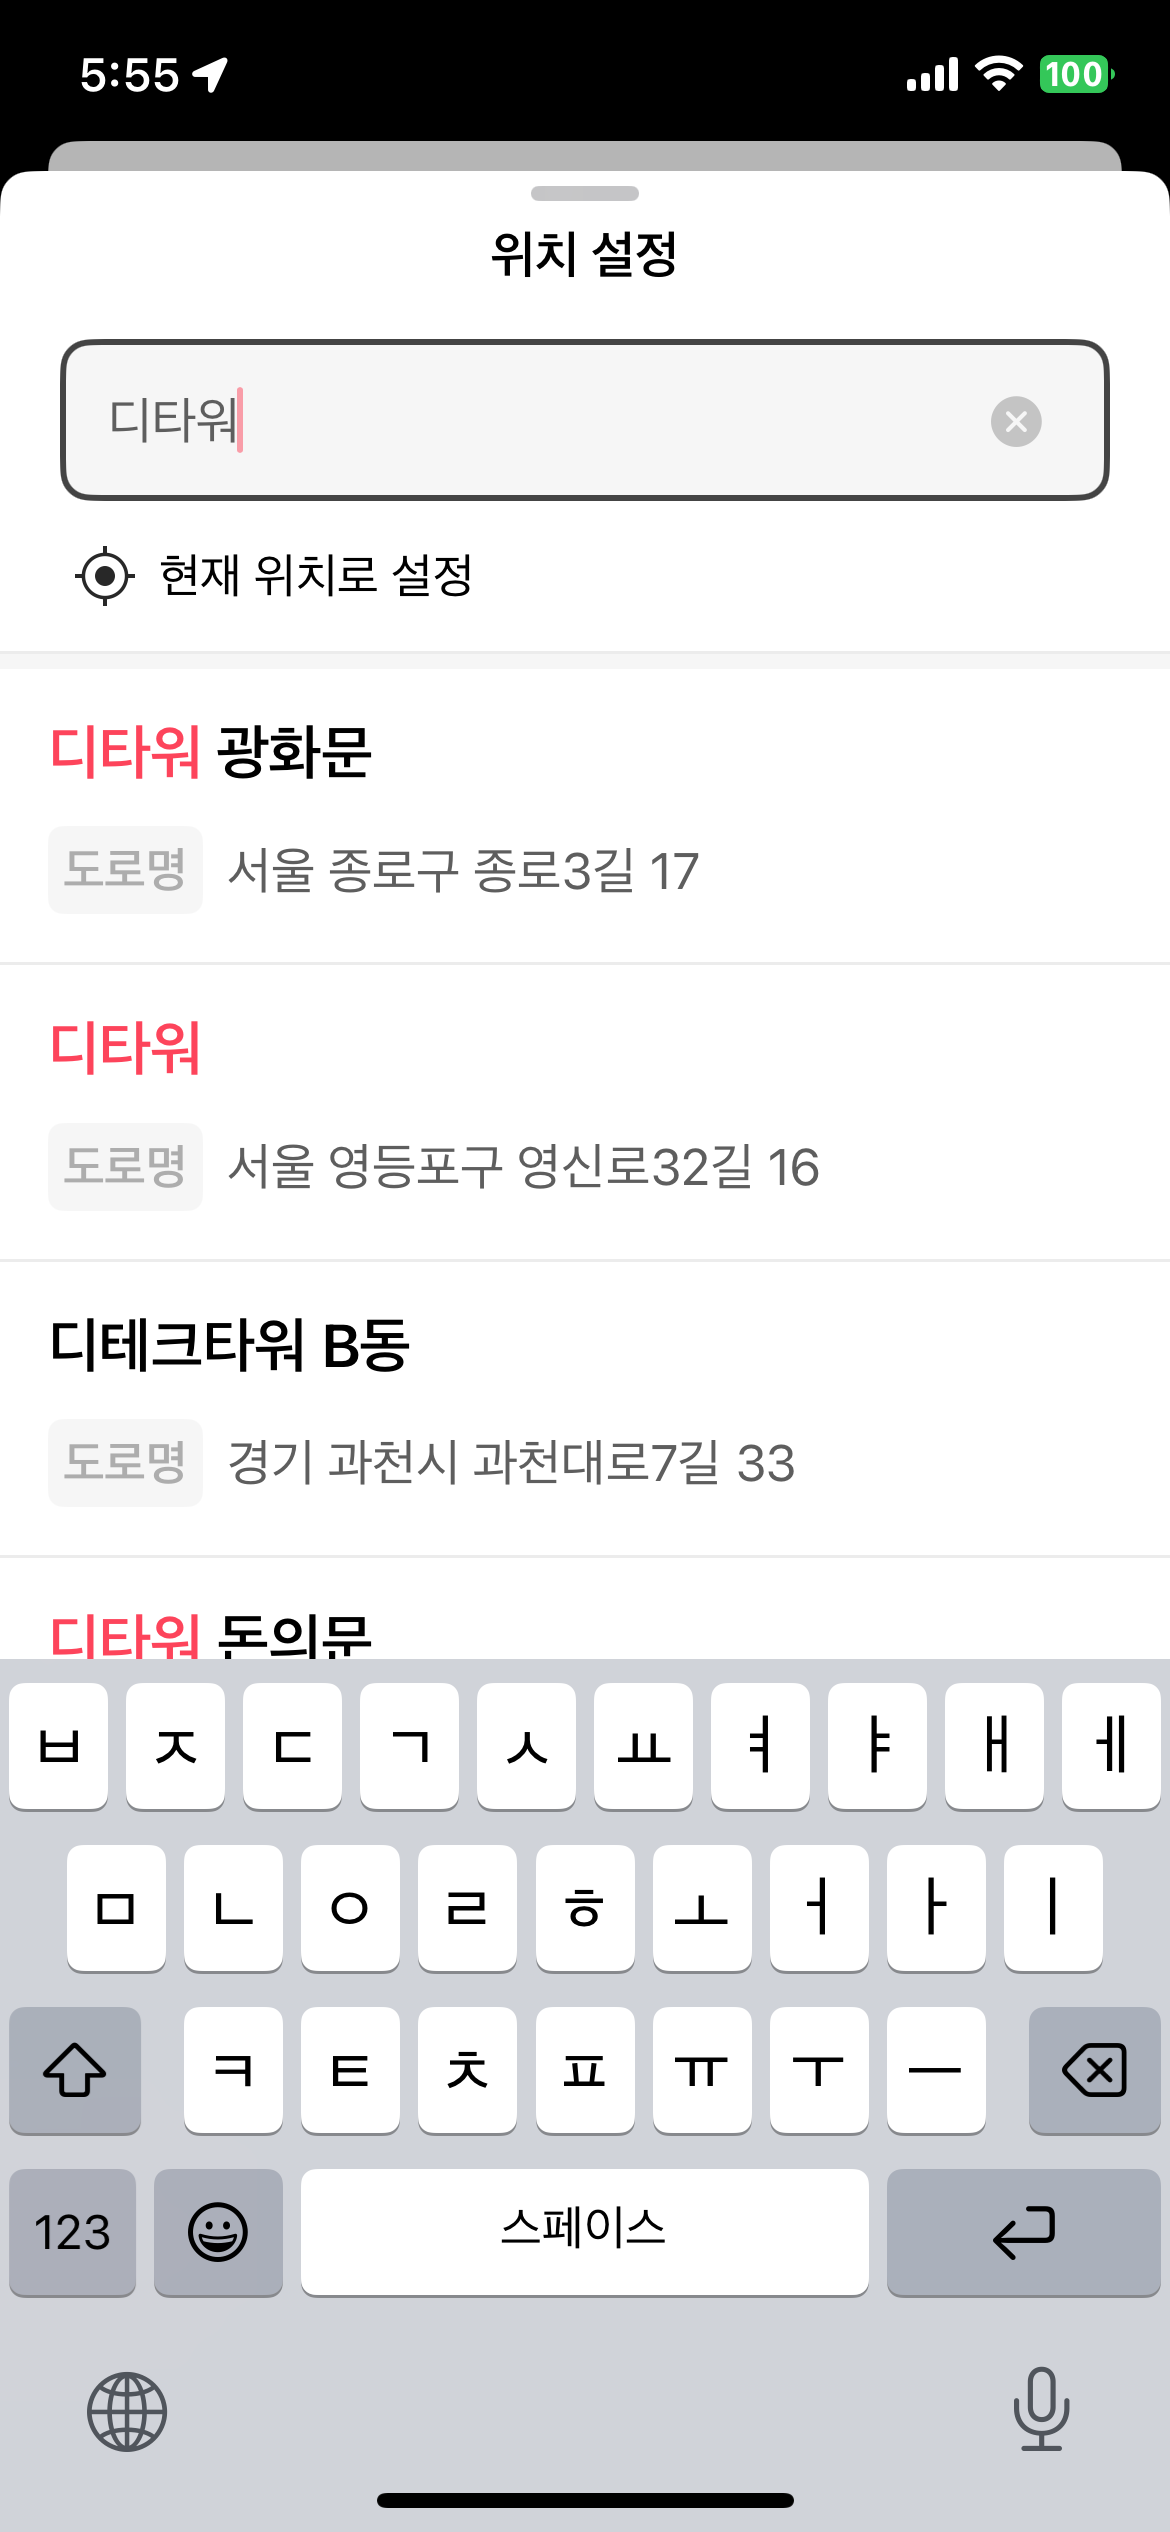 5:55
100
위치 설정
디타워
현재 위치로 설정
디타워 광화문
도로명 서울 종로구 종로3길 17
디타워
도로명 서울 영등포구 영신로32길 16
디테크타워 B동
도로명 경기 과천시 과천대로7길 33
디타워 돈의문
ㅂ ㅈ ㄷ ㄱ ㅅ ㅛ ㅕ ㅑ ㅐ ㅔ
ㅁ ㄴ ㅇ ㄹ ㅎ ㅗ ㅓ ㅏ ㅣ
ㅋ ㅌ ㅊ ㅍ ㅠ ㅜ ㅡ
123 스페이스